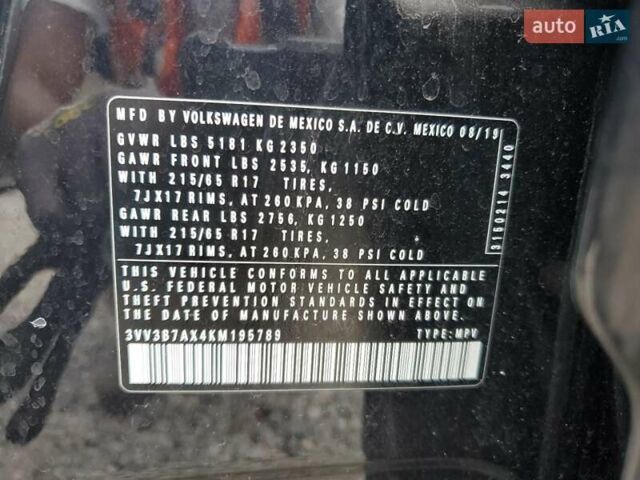 auto RIA.com
MFD BY VOLKSWAGEN DE MEXICO S.A. DE C.V. MEXICO 08/19
GVWR LBS 5181 KG 2350
GAWR FRONT LBS 2535, KG 1150
WITH 215/65 R17 TIRES,
7JX17 RIMS, AT 260 KPA, 38 PSI COLD
GAWR REAR LBS 2756, KG 1250
WITH 215/65 R17 TIRES,
7JX17 RIMS, AT 260 KPA, 38 PSI COLD
THIS VEHICLE CONFORMS TO ALL APPLICABLE
U.S. FEDERAL MOTOR VEHICLE SAFETY AND
THEFT PREVENTION STANDARDS IN EFFECT ON
THE DATE OF MANUFACTURE SHOWN ABOVE.
3VV3B7AX4KM195789 TYPE: MPV
3150214 3440